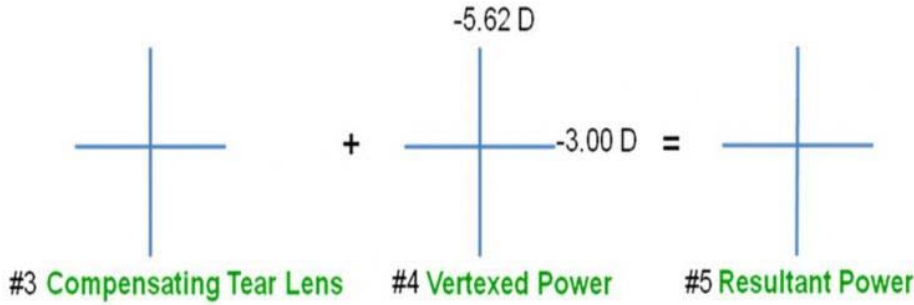 -5.62 D
+ -3.00 D =
#3 Compensating Tear Lens #4 Vertexed Power #5 Resultant Power